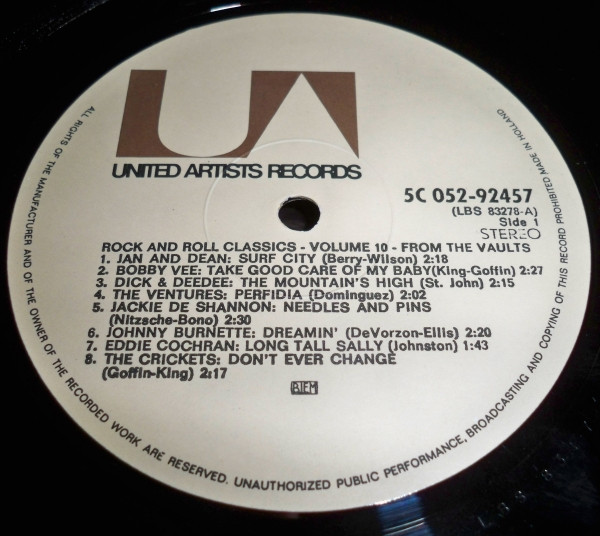 UA
UNITED ARTISTS RECORDS
5C 052-92457
(LBS 83278-A)
Side 1
STEREO
ROCK AND ROLL CLASSICS - VOLUME 10 - FROM THE VAULTS
1. JAN AND DEAN: SURF CITY (Berry-Wilson) 2:18
2. BOBBY VEE: TAKE GOOD CARE OF MY BABY(King-Goffin) 2:27
3. DICK & DEEDEE: THE MOUNTAIN'S HIGH (St. John) 2:15
4. THE VENTURES: PERFIDIA (Dominguez) 2:02
5. JACKIE DE SHANNON: NEEDLES AND PINS
(Nitzsche-Bono) 2:30
6. JOHNNY BURNETTE: DREAMIN' (DeVorzon-Ellis) 2:20
7. EDDIE COCHRAN: LONG TALL SALLY (Johnston) 1:43
8. THE CRICKETS: DON'T EVER CHANGE
(Goffin-King) 2:17
BIEM
ALL RIGHTS OF THE MANUFACTURER AND OF THE OWNER OF THE RECORDED WORK ARE RESERVED. UNAUTHORIZED PUBLIC PERFORMANCE, BROADCASTING AND COPYING OF THIS RECORD PROHIBITED MADE IN HOLLAND